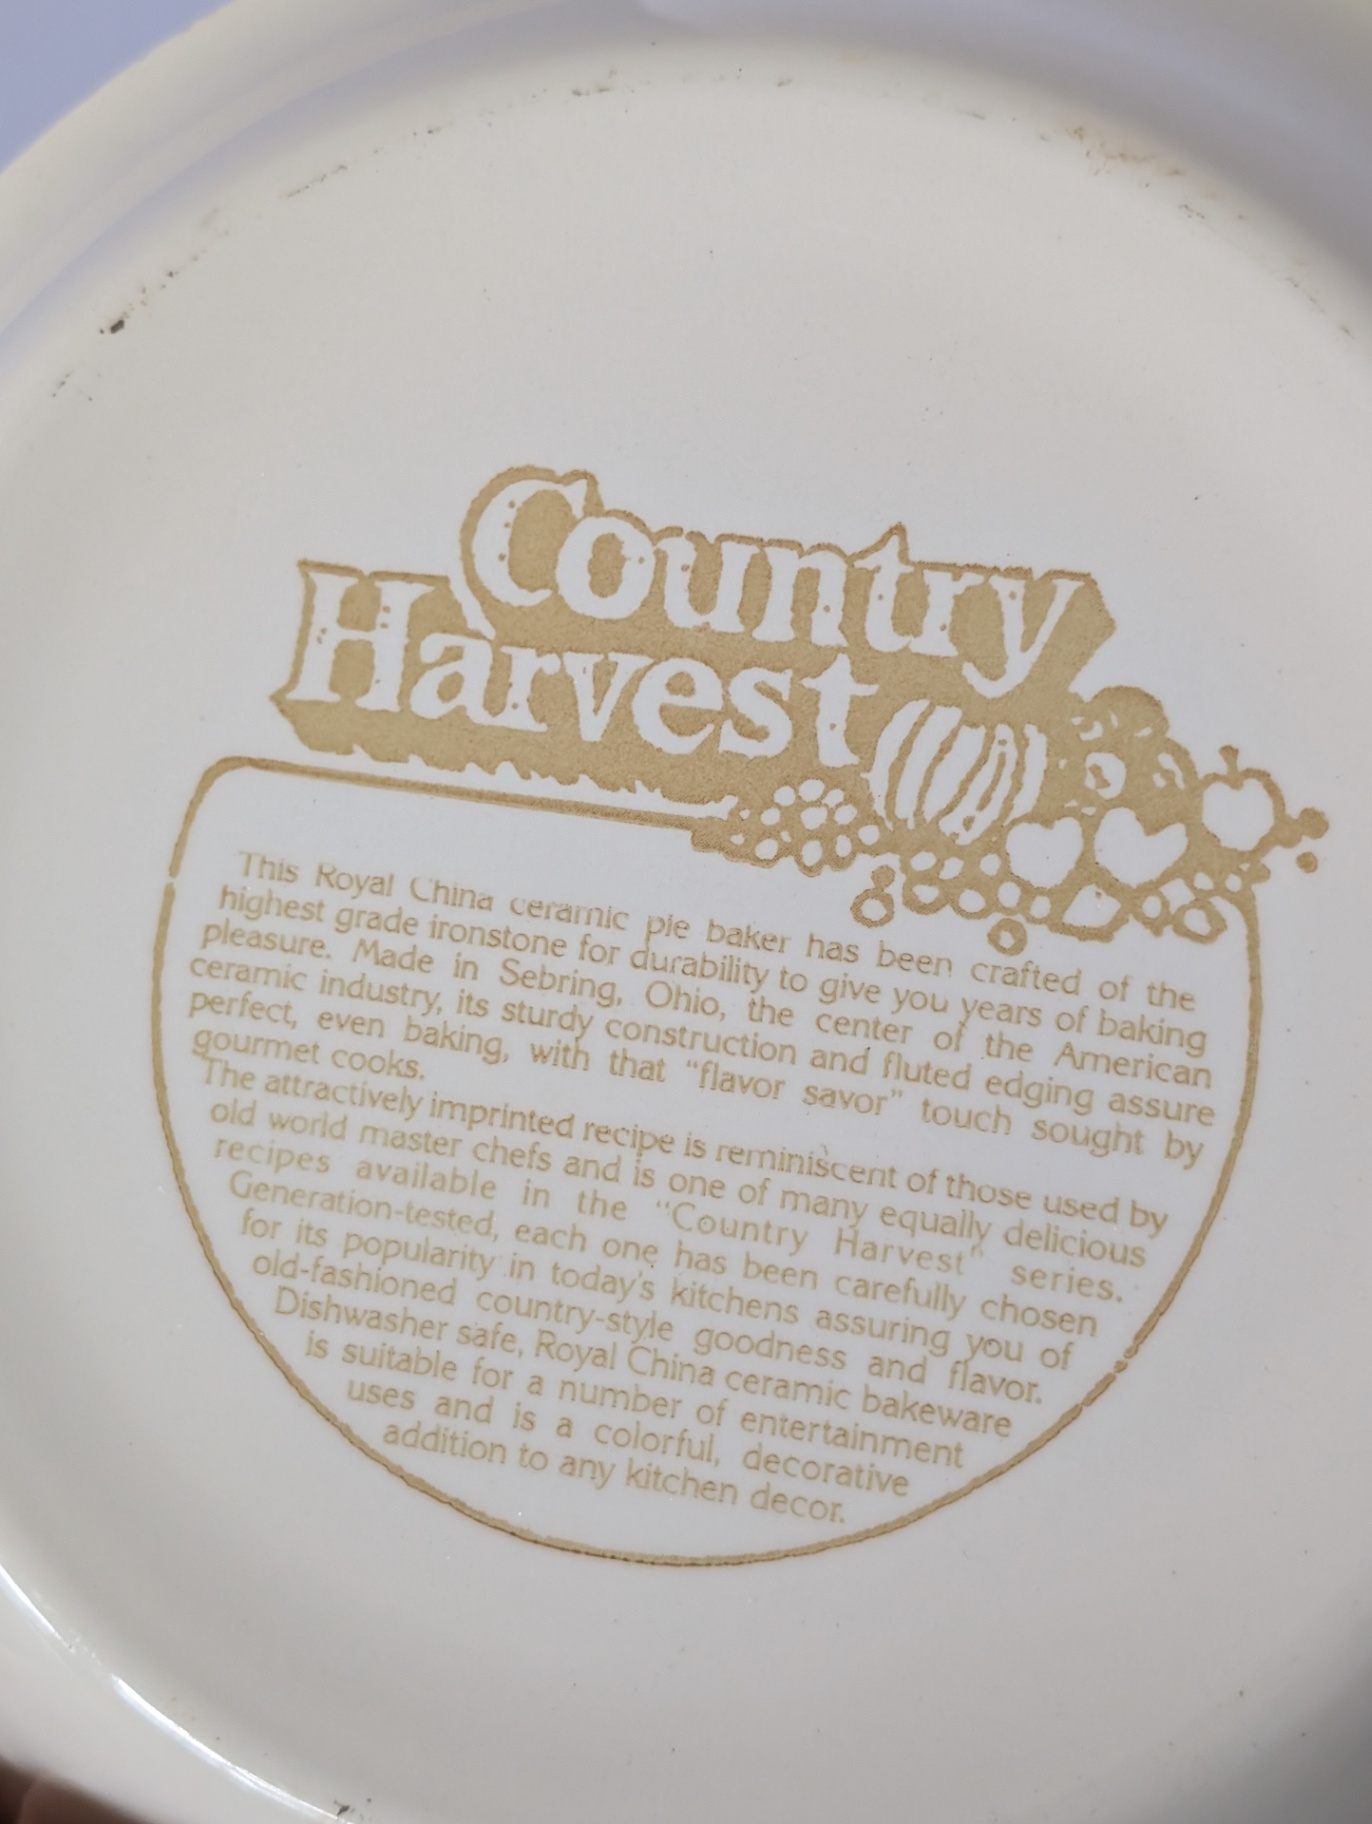 Country
Harvest
This Royal China ceramic pie baker has been crafted of the
highest grade ironstone for durability to give you years of baking
pleasure. Made in Sebring, Ohio, the center of the American
ceramic industry, its sturdy construction and fluted edging assure
perfect, even baking, with that "flavor savor" touch sought by
gourmet cooks.
The attractively imprinted recipe is reminiscent of those used by
old world master chefs and is one of many equally delicious
recipes available in the "Country Harvest" series.
Generation-tested, each one has been carefully chosen
for its popularity in today's kitchens assuring you of
old-fashioned country-style goodness and flavor.
Dishwasher safe, Royal China ceramic bakeware
is suitable for a number of entertainment
uses and is a colorful, decorative
addition to any kitchen decor.